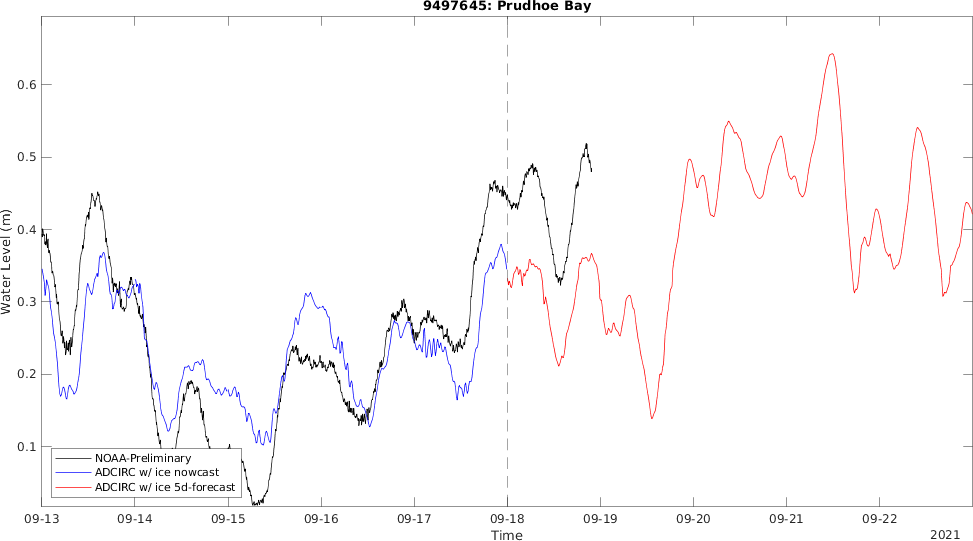 9497645: Prudhoe Bay
Water Level (m)
0.6
0.5
0.4
0.3
0.2
0.1
NOAA-Preliminary
ADCIRC w/ ice nowcast
ADCIRC w/ ice 5d-forecast
09-13 09-14 09-15 09-16 09-17 09-18 09-19 09-20 09-21 09-22
Time
2021